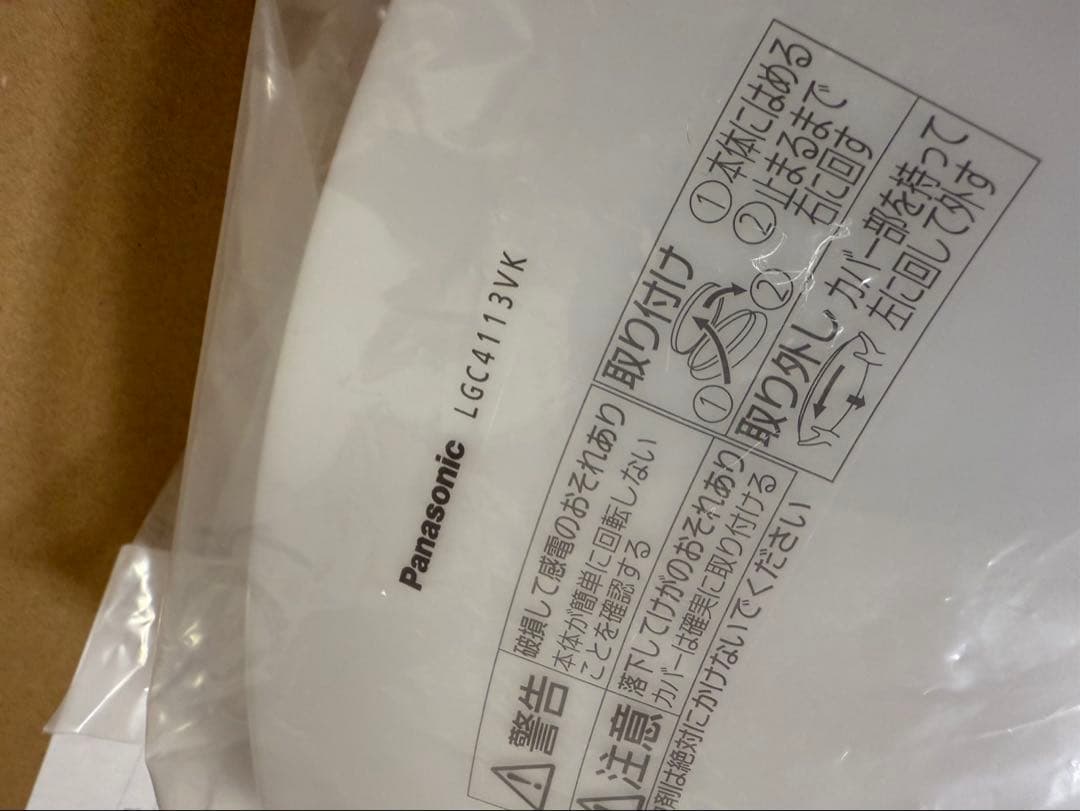 Panasonic LGC4113VK
警告
破損して感電のおそれあり
本体が簡単に回転しない
ことを確認する
注意
落下してけがのおそれあり
カバーは確実に取り付ける
剤は絶対にかけないでください
取り付け
①本体にはめる
②止まるまで
右に回す
①
②
取り外し
カバー部を持って
左に回して外す